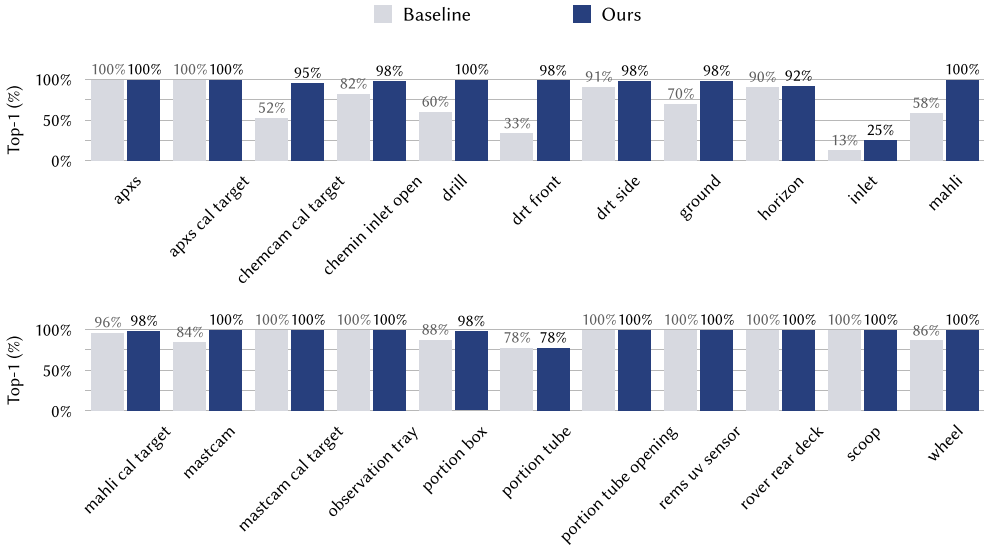 Baseline Ours
100% 100% 100% 100% 52% 95% 82% 98% 60% 100% 33% 98% 91% 98% 70% 98% 90% 92% 13% 25% 58% 100%
Top-1 (%)
100%
50%
0%
apxs
apxs cal target
chemcam cal target
chemin inlet open
drill
drt front
drt side
ground
horizon
inlet
mahli
96% 98% 84% 100% 100% 100% 100% 100% 88% 98% 78% 78% 100% 100% 100% 100% 100% 100% 100% 100% 86% 100%
Top-1 (%)
100%
50%
0%
mahli cal target
mastcam
mastcam cal target
observation tray
portion box
portion tube
portion tube opening
rems uv sensor
rover rear deck
scoop
wheel